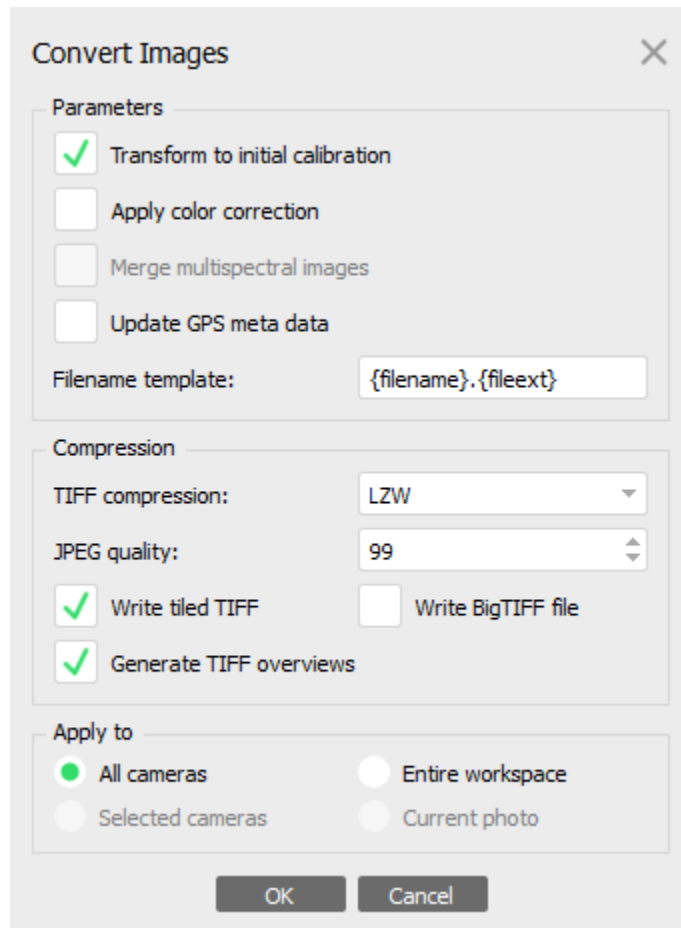 Convert Images
Parameters
Transform to initial calibration
Apply color correction
Merge multispectral images
Update GPS meta data
Filename template: {filename}.{fileext}
Compression
TIFF compression: LZW
JPEG quality: 99
Write tiled TIFF Write BigTIFF file
Generate TIFF overviews
Apply to
All cameras Entire workspace
Selected cameras Current photo
OK Cancel